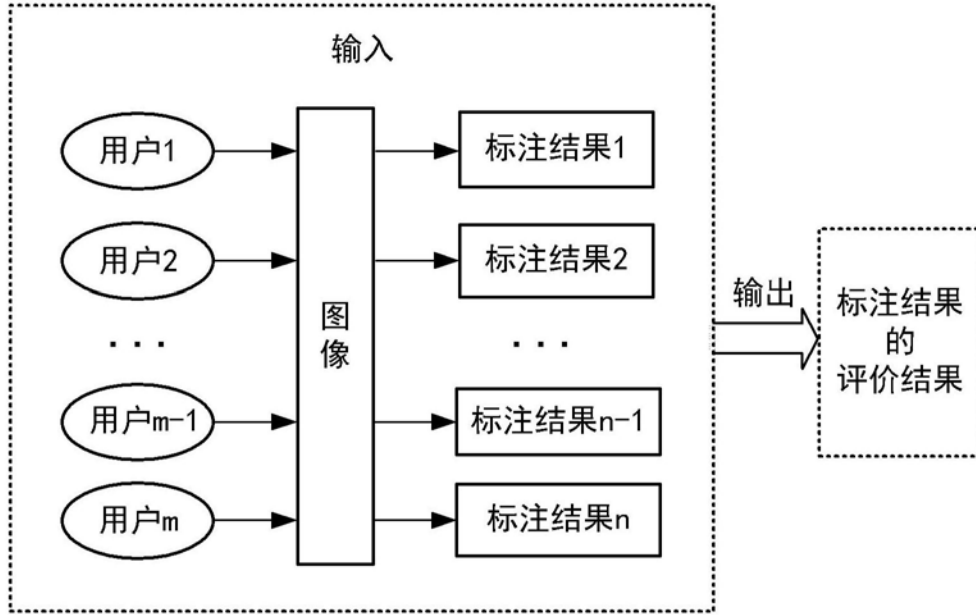 输入
用户1
标注结果1
用户2
标注结果2
图
像
...
...
用户m-1
标注结果n-1
用户m
标注结果n
输出
标注结果
的
评价结果